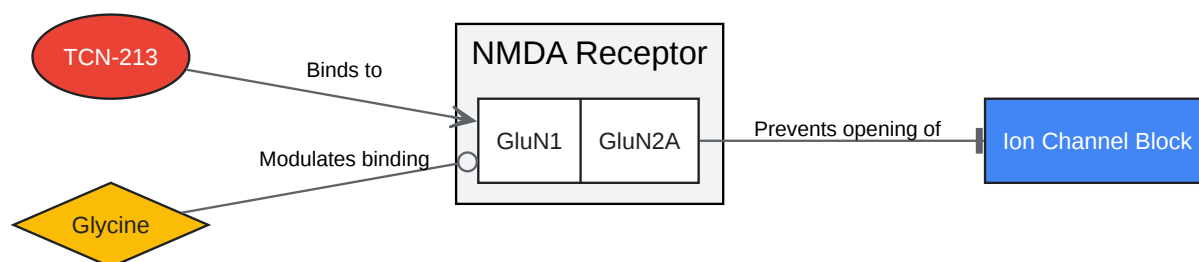 TCN-213
Binds to
NMDA Receptor
GluN1
GluN2A
Prevents opening of
Ion Channel Block
Modulates binding
Glycine